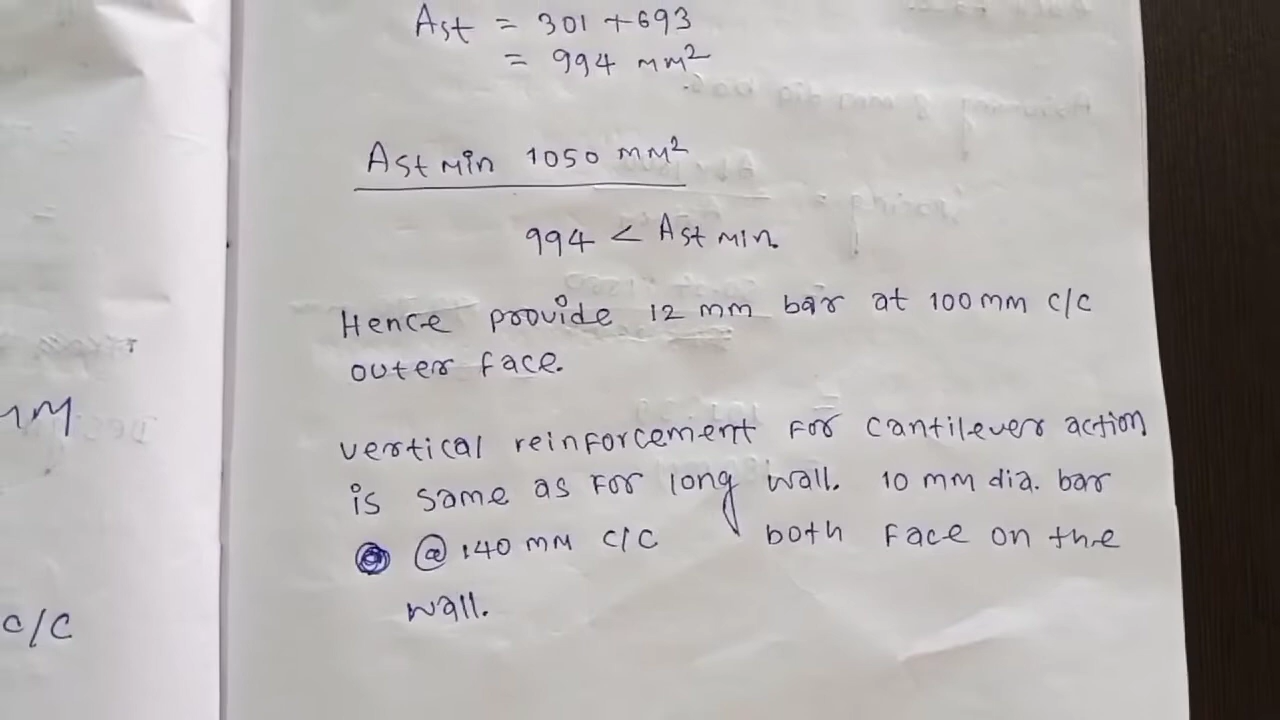 Ast = 301 + 693
= 994 mm²
Ast min 1050 mm²
994 < Ast min.
Hence provide 12 mm bar at 100 mm c/c
outer face.
vertical reinforcement for cantilever action
is same as for long wall. 10 mm dia. bar
@ 140 mm c/c both face on the
wall.
mm
c/c